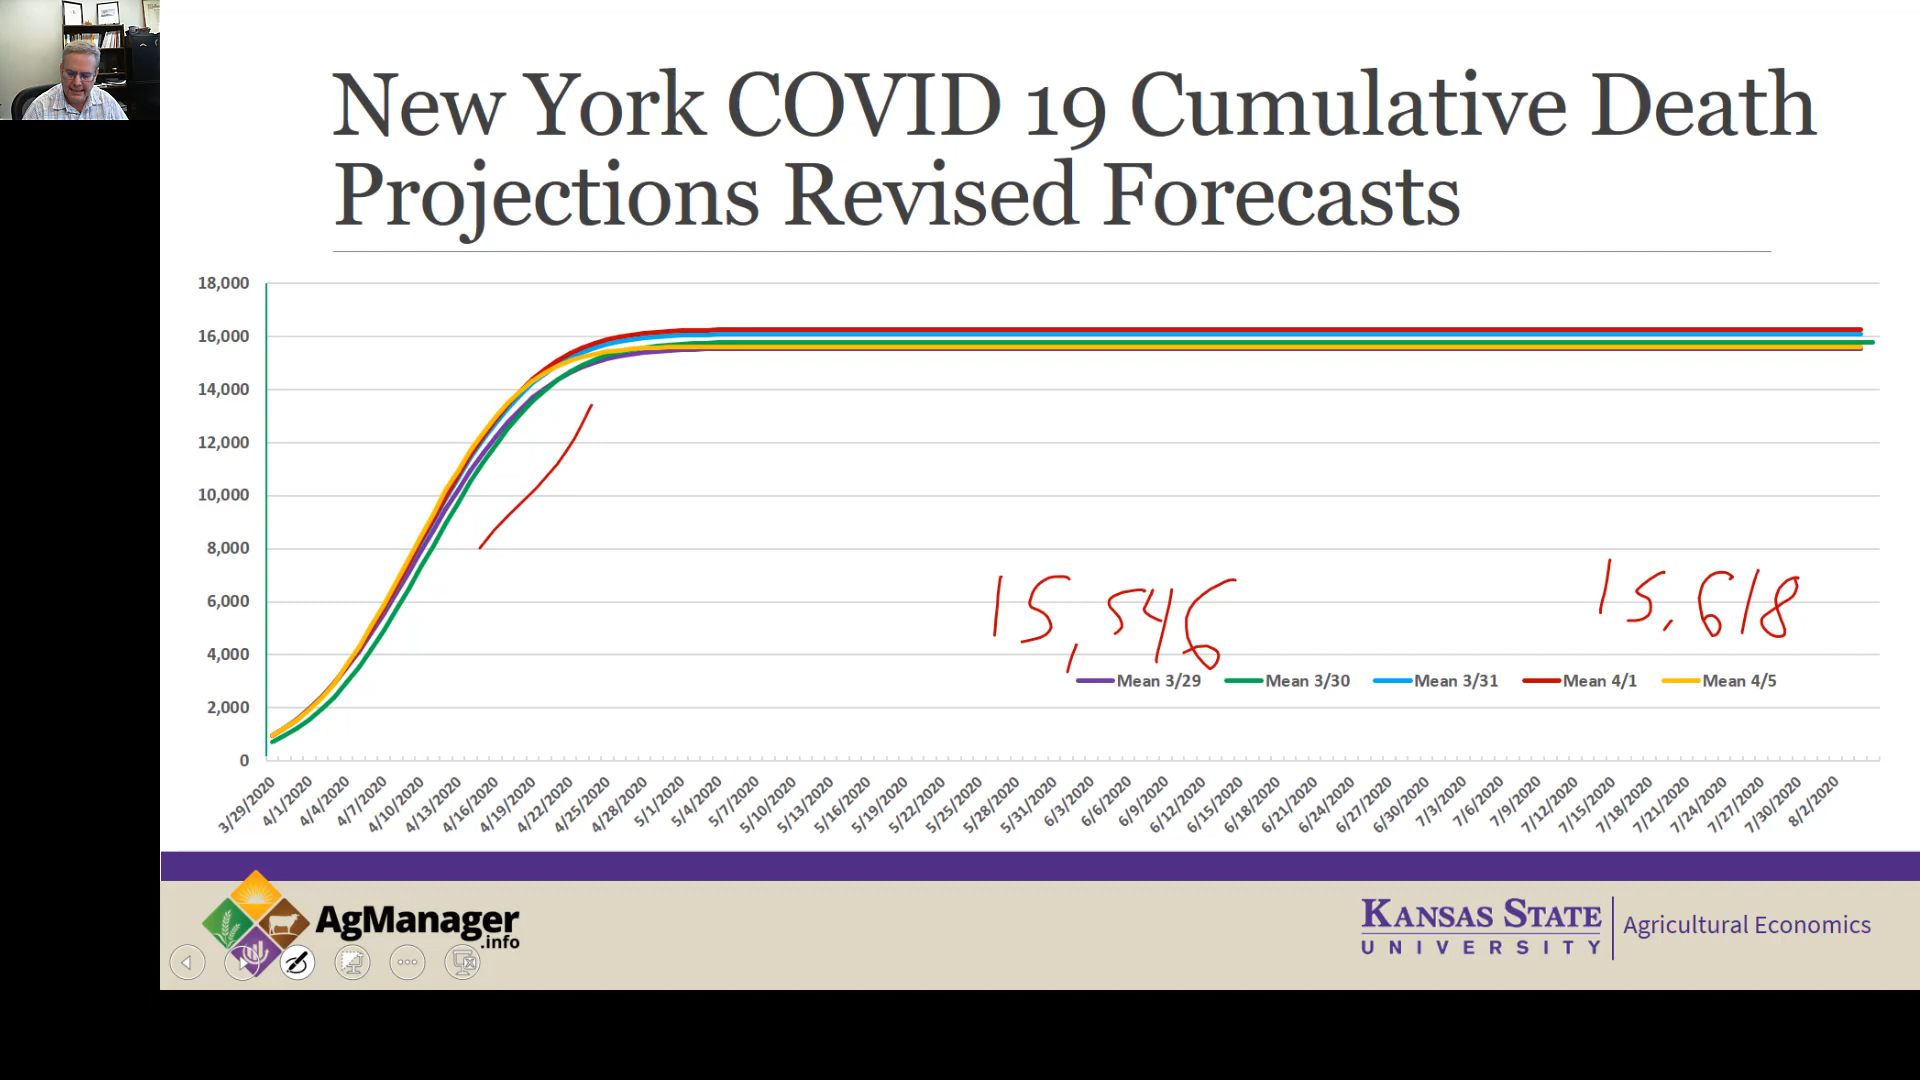 New York COVID 19 Cumulative Death
Projections Revised Forecasts
18,000
16,000
14,000
12,000
10,000
8,000
6,000
4,000
2,000
0
15,546
15,618
Mean 3/29 Mean 3/30 Mean 3/31 Mean 4/1 Mean 4/5
3/29/2020 4/1/2020 4/4/2020 4/7/2020 4/10/2020 4/13/2020 4/16/2020 4/19/2020 4/22/2020 4/25/2020 4/28/2020 5/1/2020 5/4/2020 5/7/2020 5/10/2020 5/13/2020 5/16/2020 5/19/2020 5/22/2020 5/25/2020 5/28/2020 5/31/2020 6/3/2020 6/6/2020 6/9/2020 6/12/2020 6/15/2020 6/18/2020 6/21/2020 6/24/2020 6/27/2020 6/30/2020 7/3/2020 7/6/2020 7/9/2020 7/12/2020 7/15/2020 7/18/2020 7/21/2020 7/24/2020 7/27/2020 7/30/2020 8/2/2020
AgManager
.info
KANSAS STATE
UNIVERSITY
Agricultural Economics